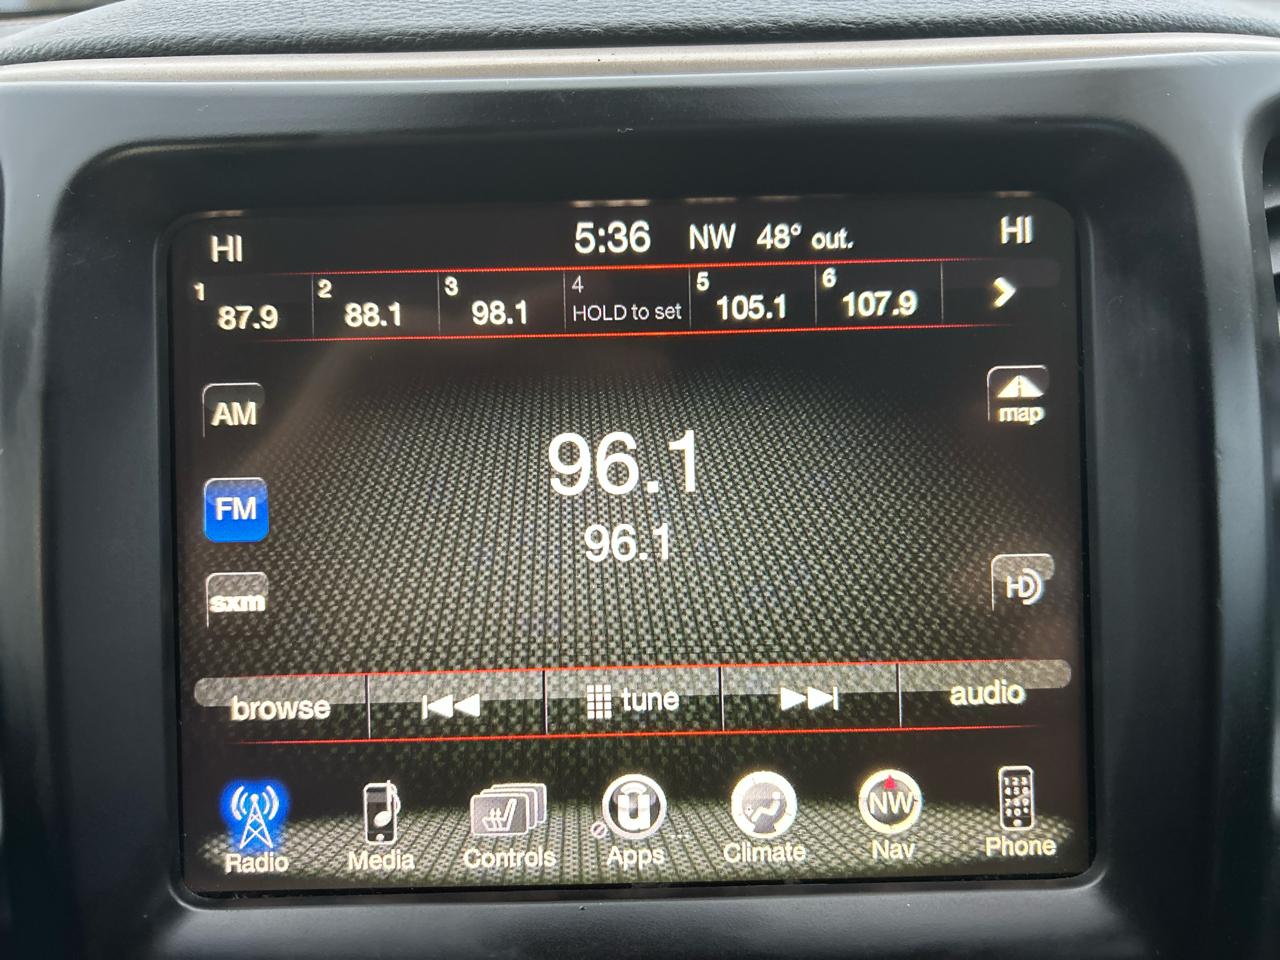 HI 5:36 NW 48° out. HI
1 87.9 2 88.1 3 98.1 4 HOLD to set 5 105.1 6 107.9
AM
map
96.1
FM
96.1
sxm
HD
browse tune audio
NW
Radio Media Controls Apps Climate Nav Phone